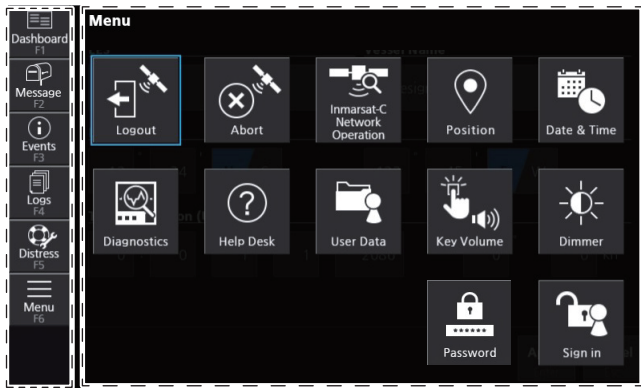 Menu
Dashboard
F1
Message
F2
Events
F3
Logs
F4
Distress
F5
Menu
F6
Logout
Abort
Inmarsat-C
Network
Operation
Position
Date & Time
Diagnostics
Help Desk
User Data
Key Volume
Dimmer
******
Password
Sign in